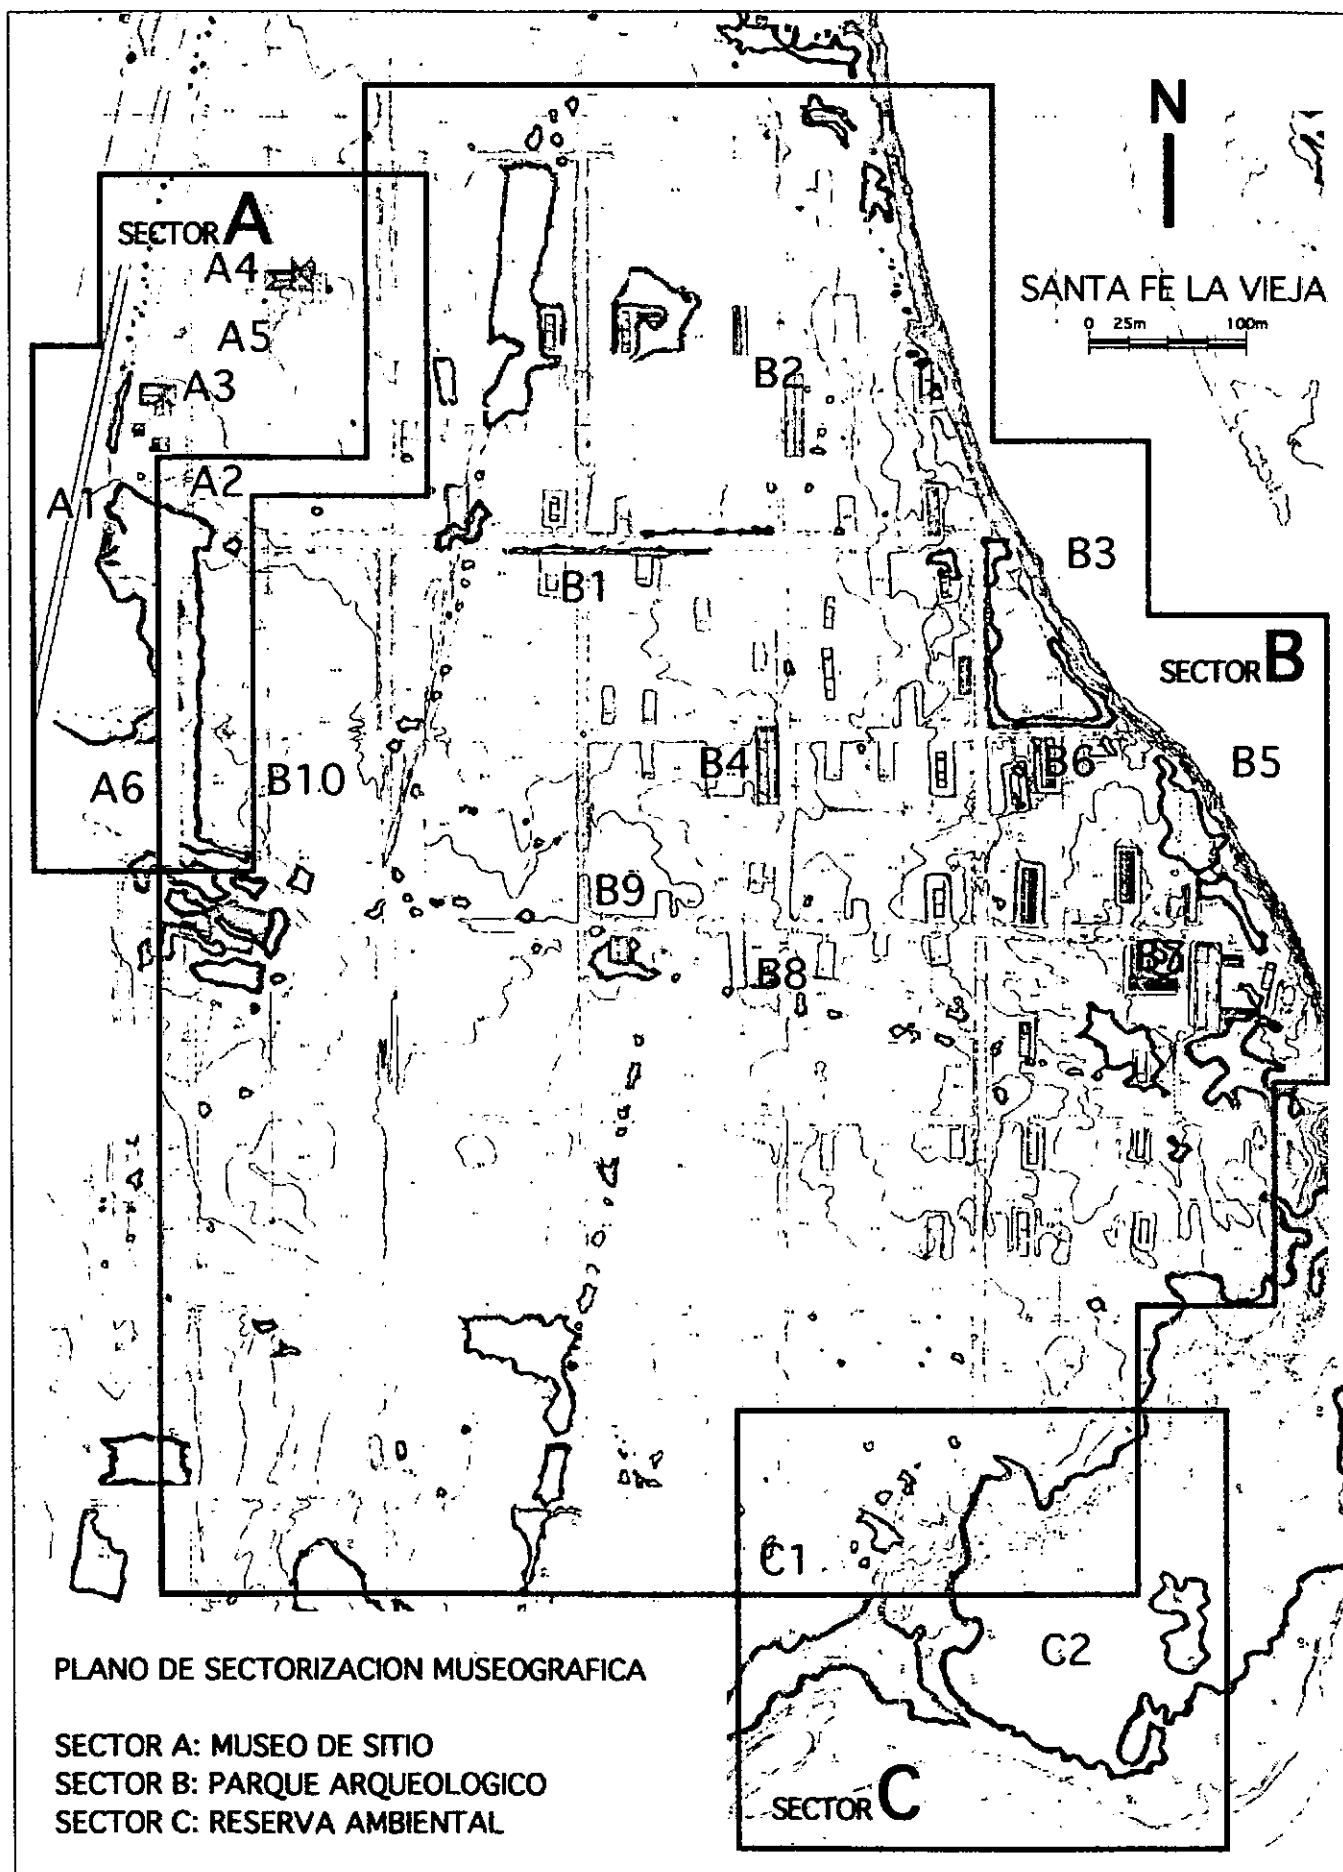 N
SECTOR A
A4
SANTA FE LA VIEJA
0 25m 100m
A5
A3
B2
A2
A1
B3
B1
SECTOR B
B4
B6
B5
A6
B10
B9
B7
B8
C1
C2
PLANO DE SECTORIZACION MUSEOGRAFICA
SECTOR A: MUSEO DE SITIO
SECTOR B: PARQUE ARQUEOLOGICO
SECTOR C: RESERVA AMBIENTAL
SECTOR C